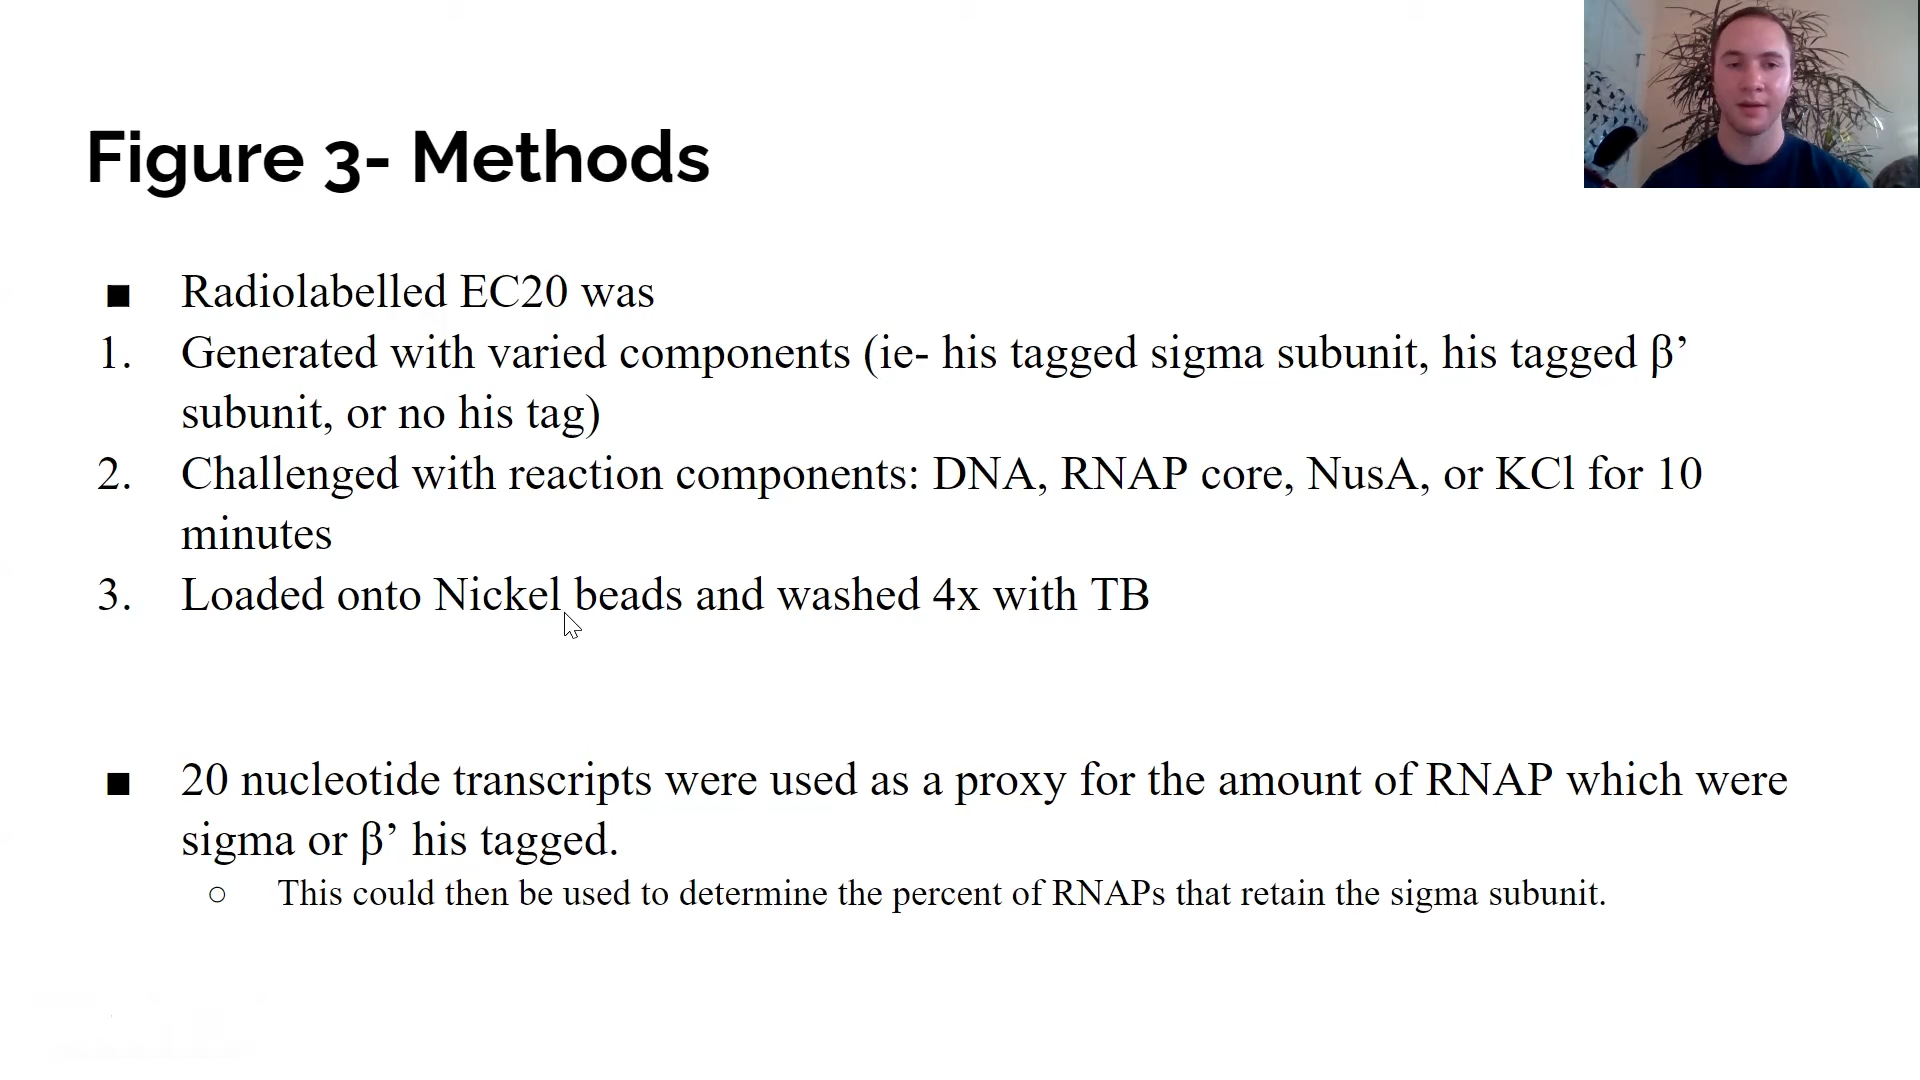 Figure 3- Methods
■ Radiolabelled EC20 was
1. Generated with varied components (ie- his tagged sigma subunit, his tagged β’
subunit, or no his tag)
2. Challenged with reaction components: DNA, RNAP core, NusA, or KCl for 10
minutes
3. Loaded onto Nickel beads and washed 4x with TB
■ 20 nucleotide transcripts were used as a proxy for the amount of RNAP which were
sigma or β’ his tagged.
○ This could then be used to determine the percent of RNAPs that retain the sigma subunit.